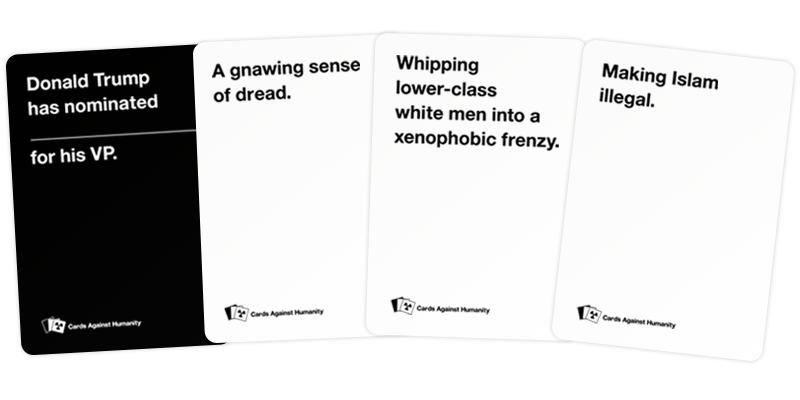 Donald Trump
has nominated
for his VP.
Cards Against Humanity
A gnawing sense
of dread.
Cards Against Humanity
Whipping
lower-class
white men into a
xenophobic frenzy.
Cards Against Humanity
Making Islam
illegal.
Cards Against Humanity